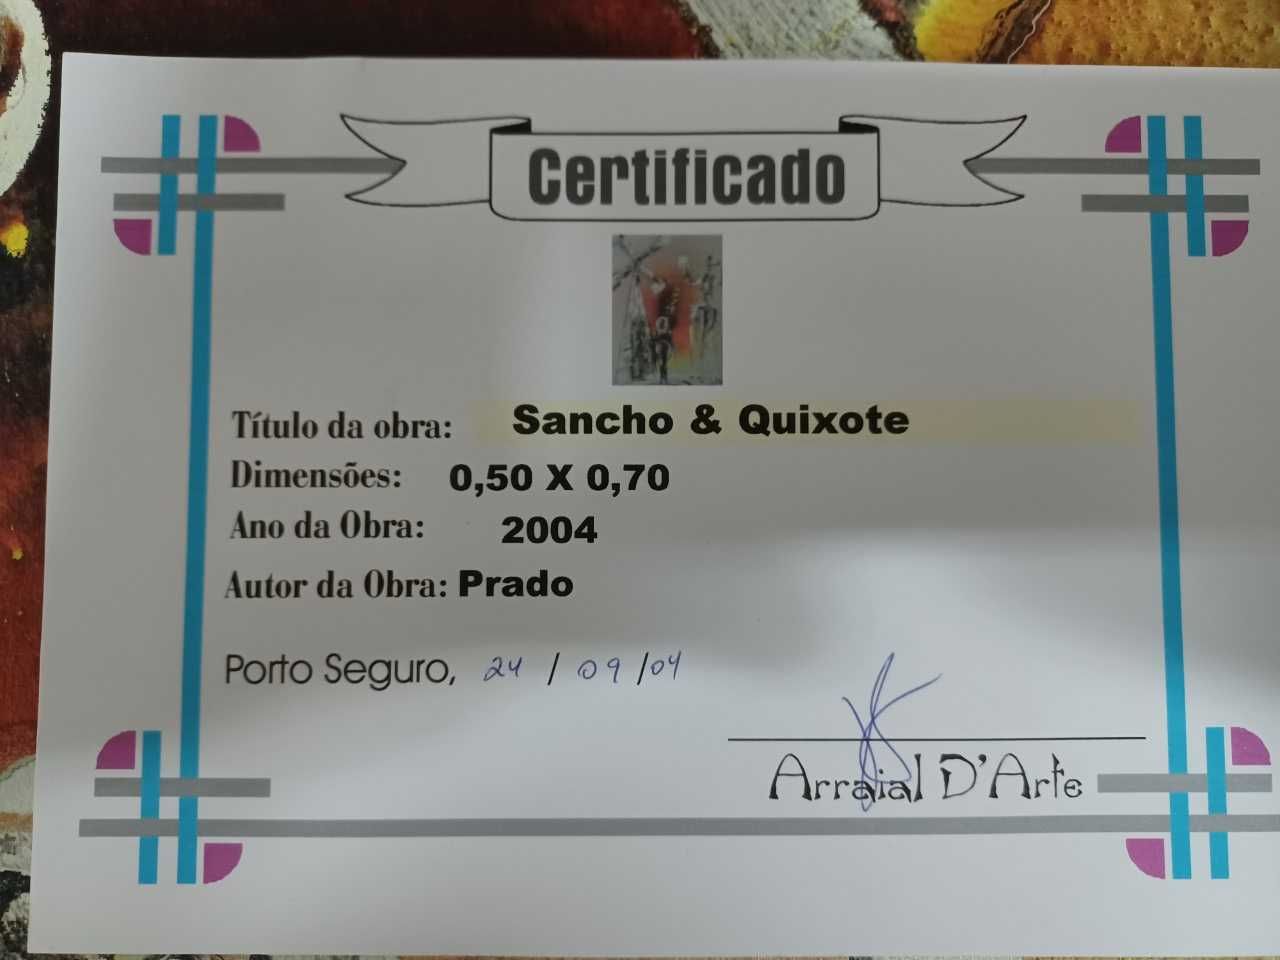 Certificado
Título da obra: Sancho & Quixote
Dimensões: 0,50 X 0,70
Ano da Obra: 2004
Autor da Obra: Prado
Porto Seguro, 24 / 09 / 04
Arraial D'Arte